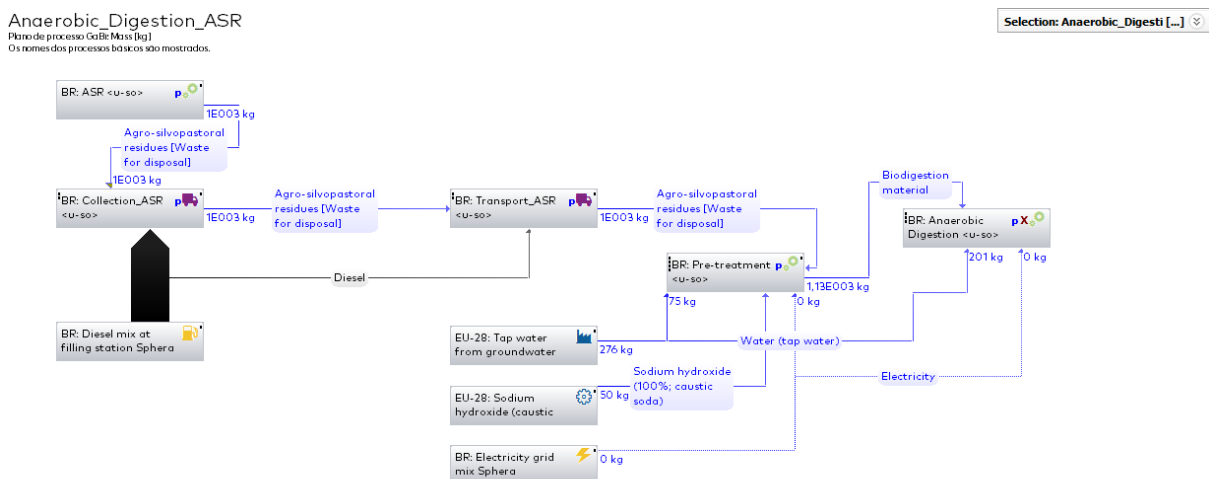 Anaerobic_Digestion_ASR
Plano de processo GaBi: Mass [kg]
Os nomes dos processos básicos são mostrados.
Selection: Anaerobic_Digesti [...]
BR: ASR <u-so>
p
1E003 kg
Agro-silvopastoral
residues [Waste
for disposal]
1E003 kg
BR: Collection_ASR
<u-so>
p
1E003 kg
Agro-silvopastoral
residues [Waste
for disposal]
BR: Transport_ASR
<u-so>
p
1E003 kg
Agro-silvopastoral
residues [Waste
for disposal]
Biodigestion
material
BR: Anaerobic
Digestion <u-so>
p X
201 kg
0 kg
BR: Pre-treatment
<u-so>
p
1,13E003 kg
75 kg
0 kg
Diesel
BR: Diesel mix at
filling station Sphera
EU-28: Tap water
from groundwater
276 kg
Water (tap water)
Sodium hydroxide
(100%; caustic
soda)
EU-28: Sodium
hydroxide (caustic
50 kg
Electricity
BR: Electricity grid
mix Sphera
0 kg